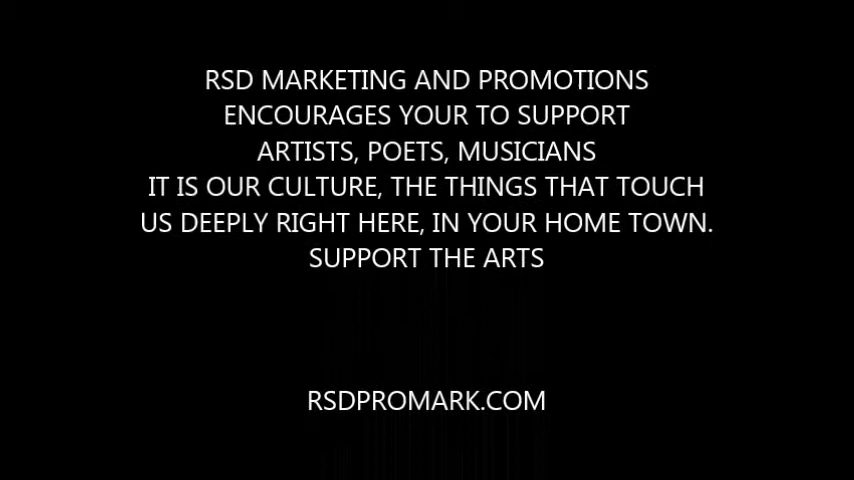 RSD MARKETING AND PROMOTIONS
ENCOURAGES YOUR TO SUPPORT
ARTISTS, POETS, MUSICIANS
IT IS OUR CULTURE, THE THINGS THAT TOUCH
US DEEPLY RIGHT HERE, IN YOUR HOME TOWN.
SUPPORT THE ARTS
RSDPROMARK.COM